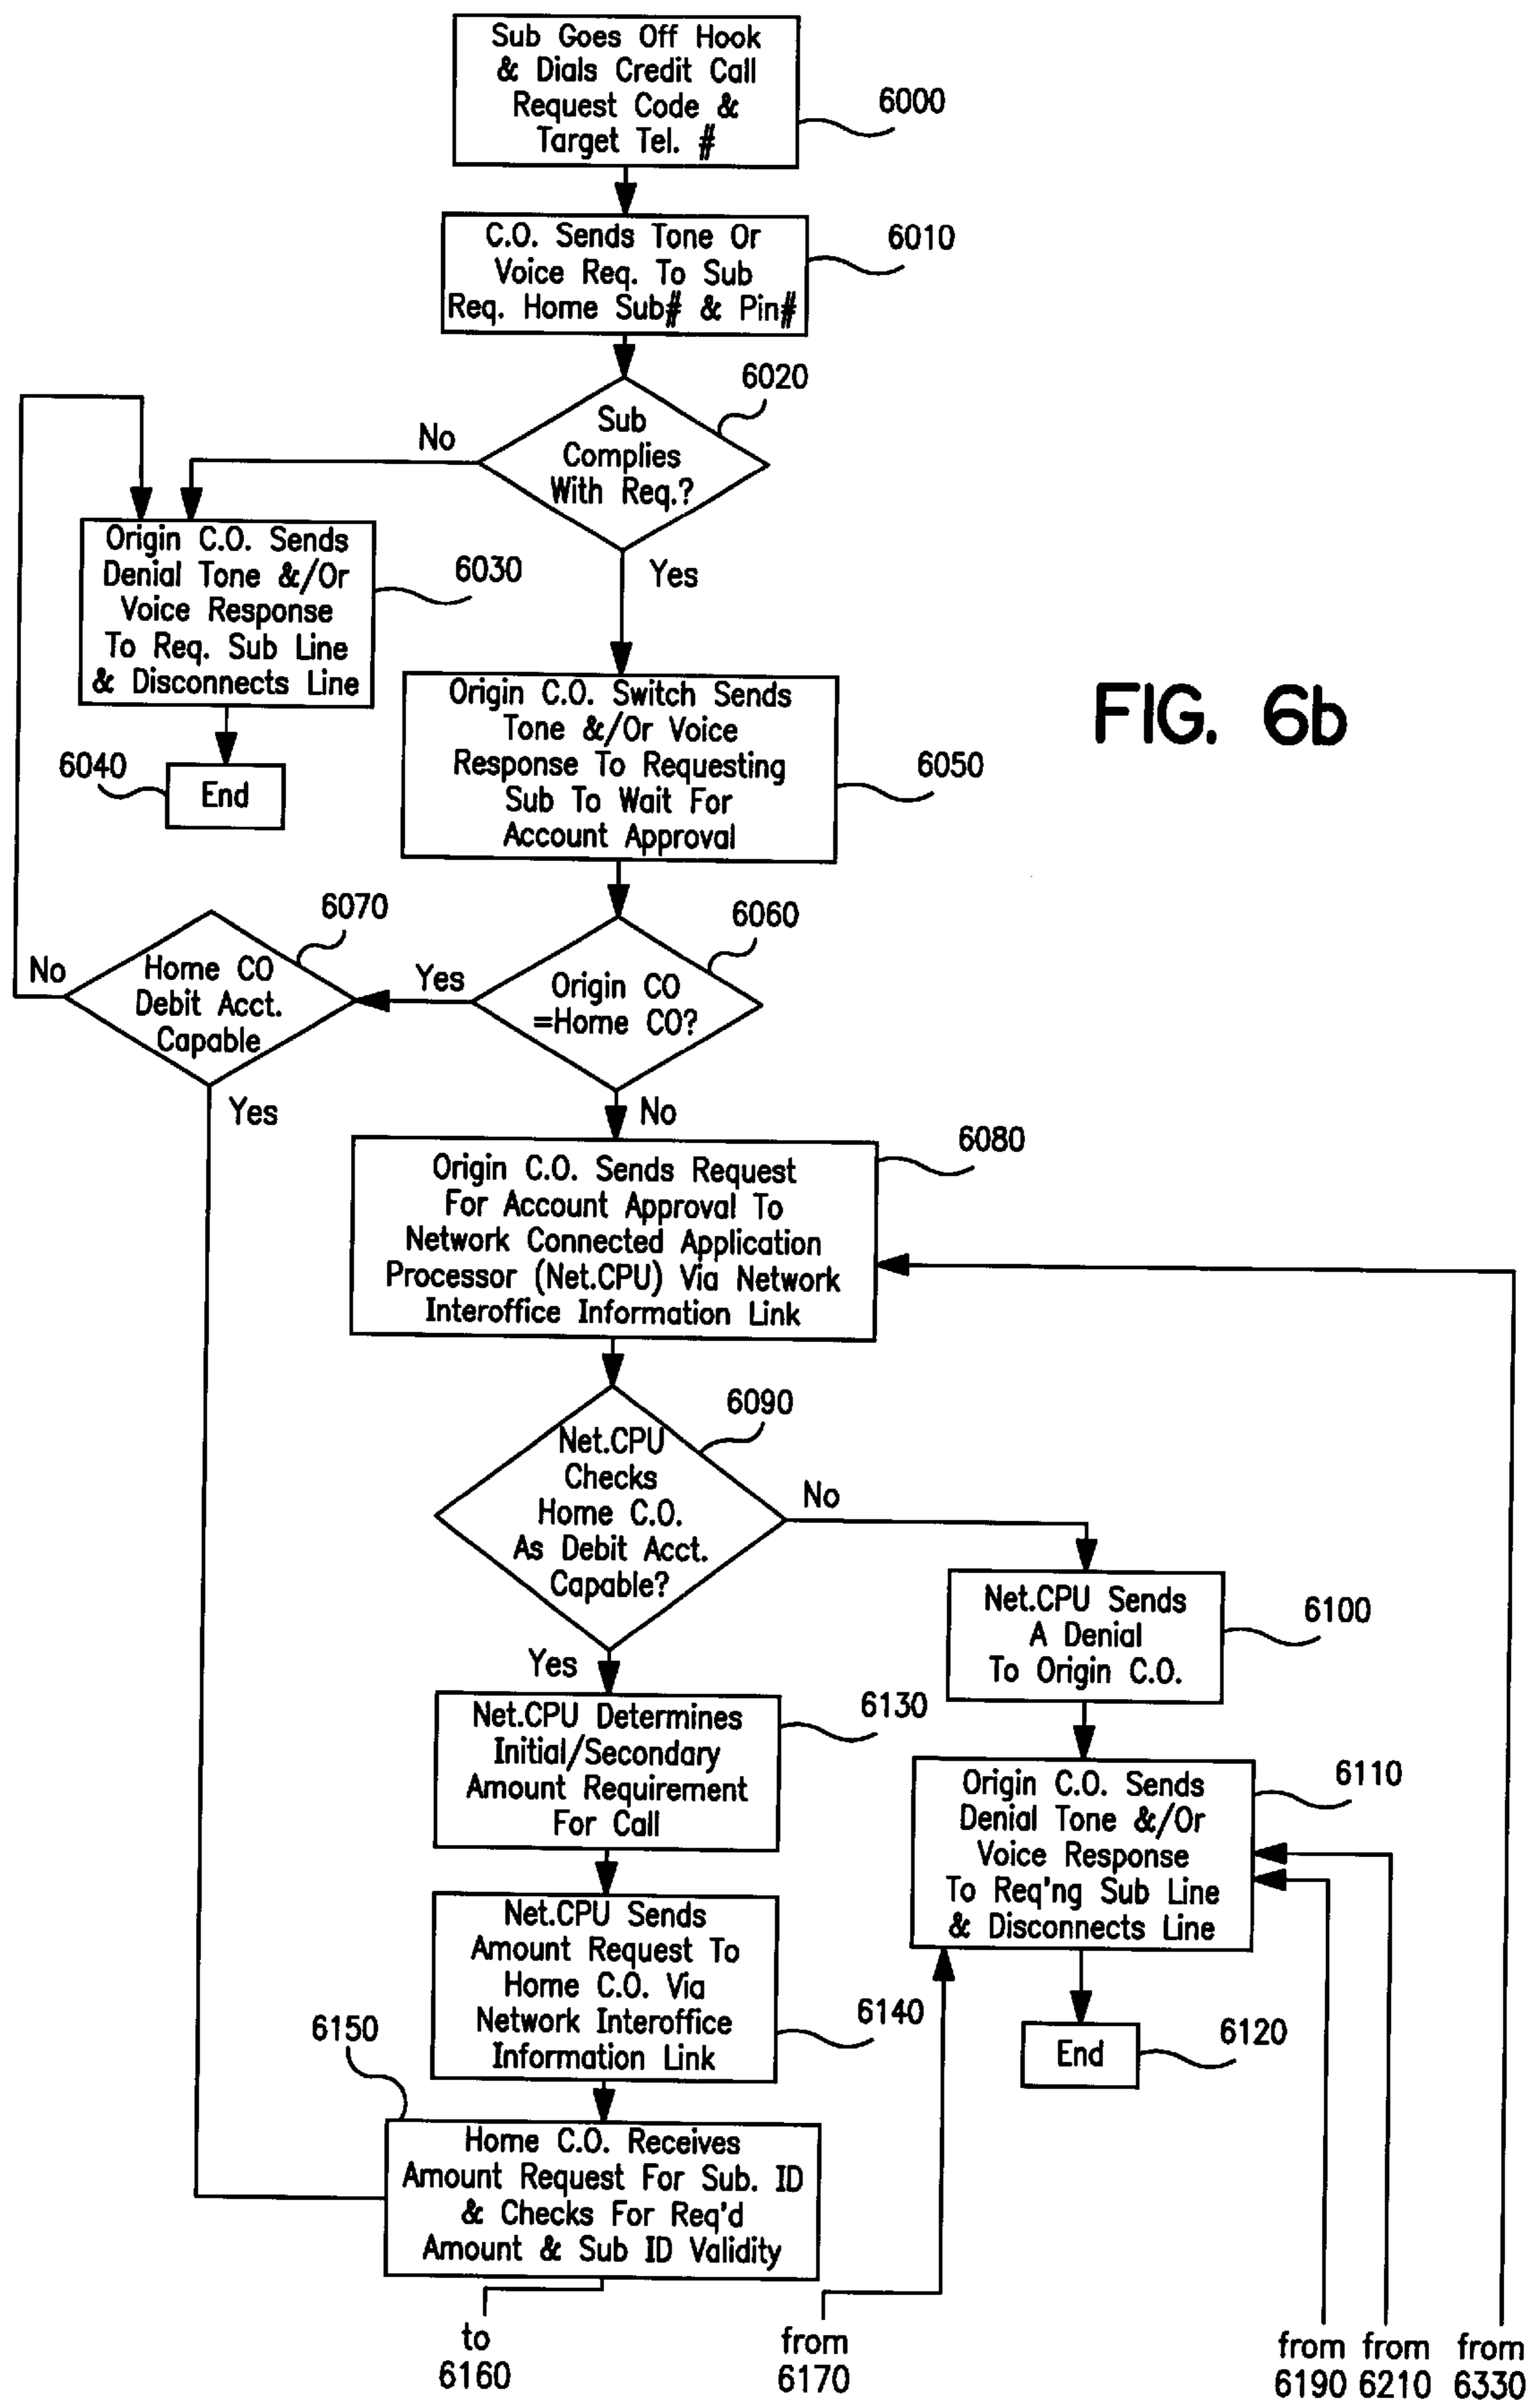 Sub Goes Off Hook
& Dials Credit Call
Request Code &
Target Tel. #
6000
C.O. Sends Tone Or
Voice Req. To Sub
Req. Home Sub# & Pin#
6010
6020
Sub
Complies
With Req.?
No
Yes
Origin C.O. Sends
Denial Tone &/Or
Voice Response
To Req. Sub Line
& Disconnects Line
6030
6040
End
Origin C.O. Switch Sends
Tone &/Or Voice
Response To Requesting
Sub To Wait For
Account Approval
6050
FIG. 6b
6070
Home CO
Debit Acct.
Capable
No
Yes
6060
Origin CO
=Home CO?
Yes
No
6080
Origin C.O. Sends Request
For Account Approval To
Network Connected Application
Processor (Net.CPU) Via Network
Interoffice Information Link
6090
Net.CPU
Checks
Home C.O.
As Debit Acct.
Capable?
No
Yes
Net.CPU Sends
A Denial
To Origin C.O.
6100
Net.CPU Determines
Initial/Secondary
Amount Requirement
For Call
6130
Origin C.O. Sends
Denial Tone &/Or
Voice Response
To Req'ng Sub Line
& Disconnects Line
6110
Net.CPU Sends
Amount Request To
Home C.O. Via
Network Interoffice
Information Link
6140
End
6120
6150
Home C.O. Receives
Amount Request For Sub. ID
& Checks For Req'd
Amount & Sub ID Validity
to
6160
from
6170
from
6190
from
6210
from
6330